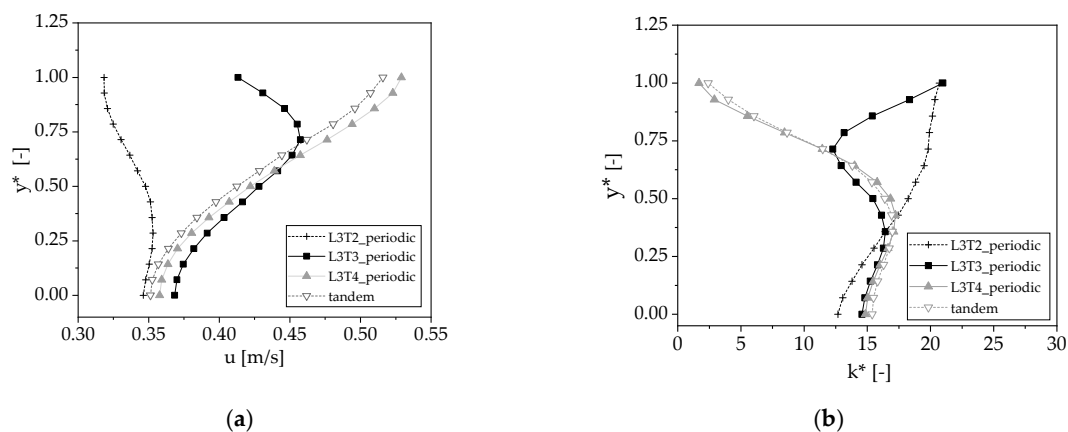 1.25
1.00
0.75
0.50
0.25
0.00
y* [-]
0.30 0.35 0.40 0.45 0.50 0.55
u [m/s]
L3T2_periodic
L3T3_periodic
L3T4_periodic
tandem
(a)
1.25
1.00
0.75
0.50
0.25
0.00
y* [-]
0 5 10 15 20 25 30
k* [-]
L3T2_periodic
L3T3_periodic
L3T4_periodic
tandem
(b)